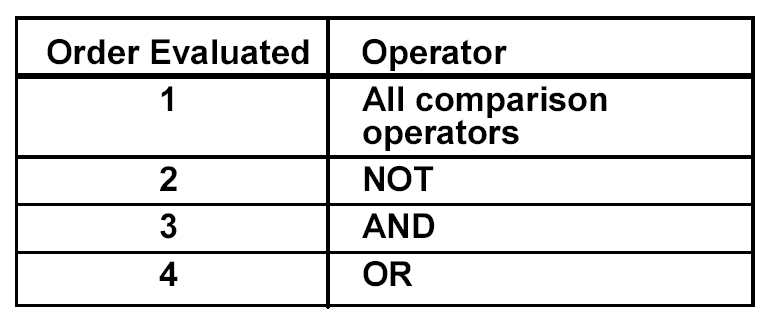 Order Evaluated Operator
1 All comparison
operators
2 NOT
3 AND
4 OR